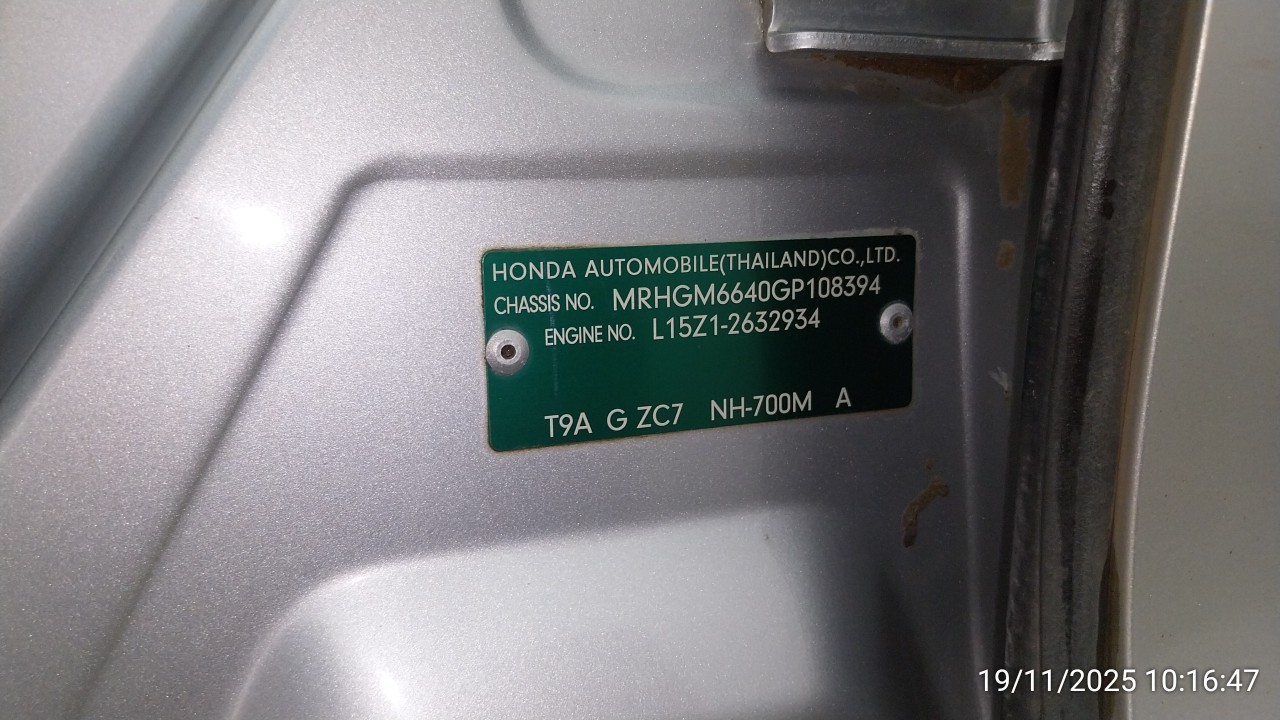 HONDA AUTOMOBILE(THAILAND)CO.,LTD.
CHASSIS NO. MRHGM6640GP108394
ENGINE NO. L15Z1-2632934
T9A G ZC7 NH-700M A
19/11/2025 10:16:47